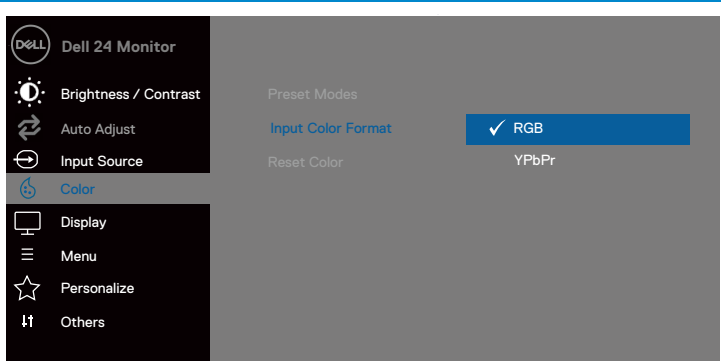 DELL
Dell 24 Monitor
Brightness / Contrast
Auto Adjust
Input Source
Color
Display
Menu
Personalize
Others
Preset Modes
Input Color Format
Reset Color
RGB
YPbPr